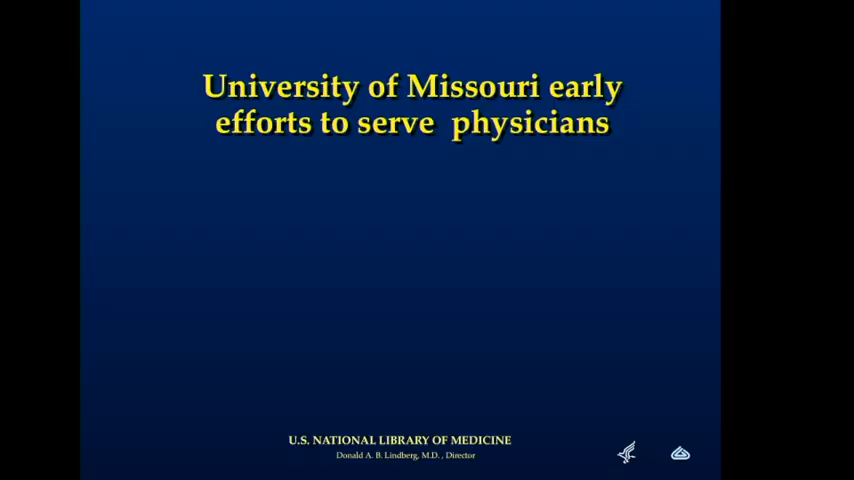 University of Missouri early
efforts to serve physicians
U.S. NATIONAL LIBRARY OF MEDICINE
Donald A. B. Lindberg, M.D. , Director